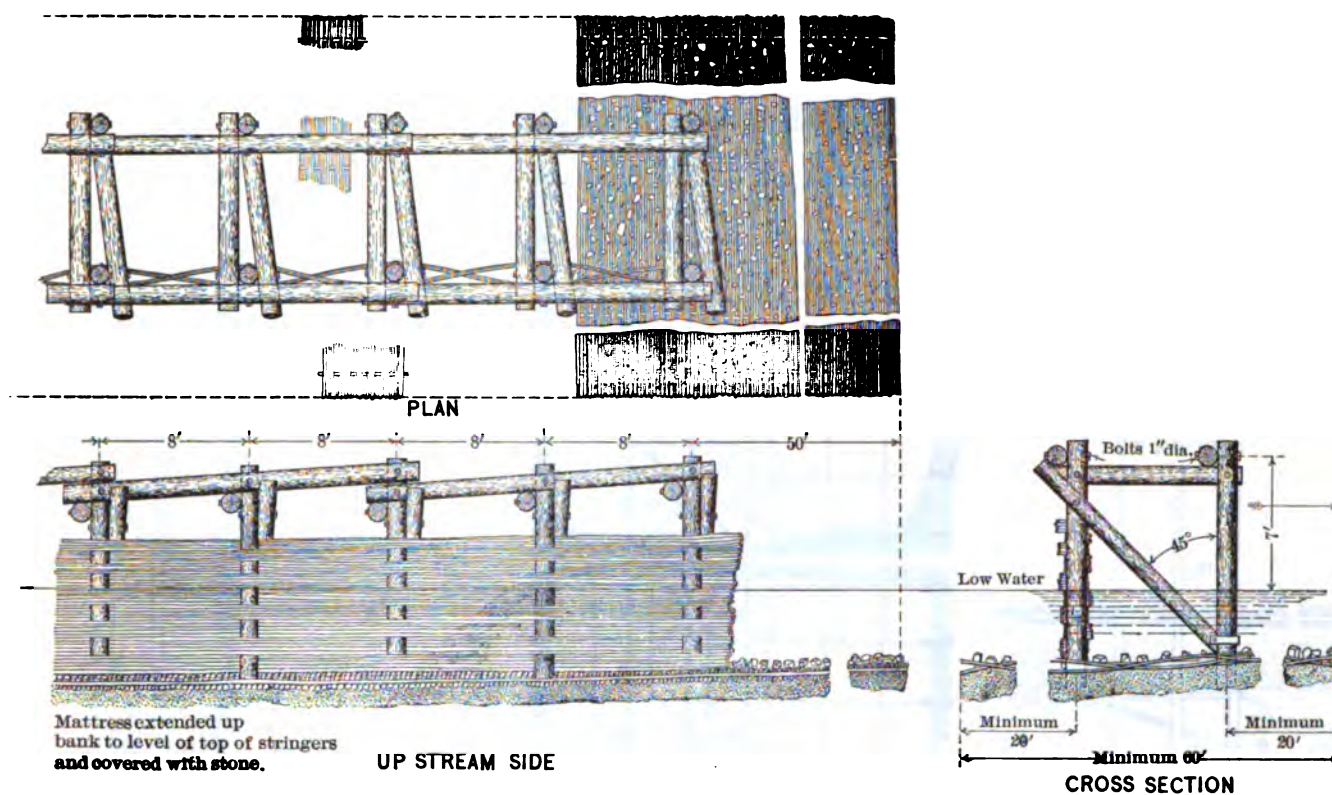 PLAN
8' 8' 8' 8' 50'
Bolts 1" dia.
45°
7'
Low Water
Mattress extended up
bank to level of top of stringers
and covered with stone.
UP STREAM SIDE
Minimum
20'
Minimum
20'
Minimum 60'
CROSS SECTION